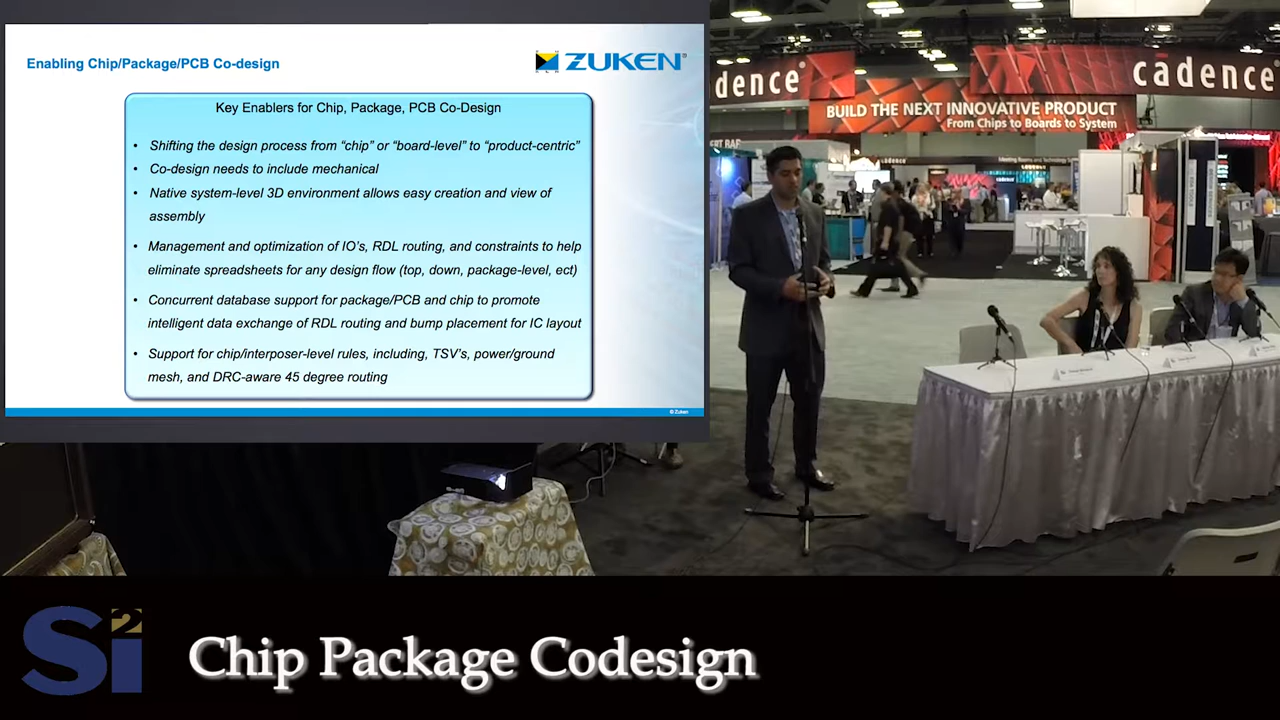 Enabling Chip/Package/PCB Co-design
ZUKEN®
Key Enablers for Chip, Package, PCB Co-Design
• Shifting the design process from “chip” or “board-level” to “product-centric”
• Co-design needs to include mechanical
• Native system-level 3D environment allows easy creation and view of
assembly
• Management and optimization of IO’s, RDL routing, and constraints to help
eliminate spreadsheets for any design flow (top, down, package-level, ect)
• Concurrent database support for package/PCB and chip to promote
intelligent data exchange of RDL routing and bump placement for IC layout
• Support for chip/interposer-level rules, including, TSV’s, power/ground
mesh, and DRC-aware 45 degree routing
© Zuken
cādence®
cādence®
BUILD THE NEXT INNOVATIVE PRODUCT
From Chips to Boards to System
cādence
Si2
Chip Package Codesign